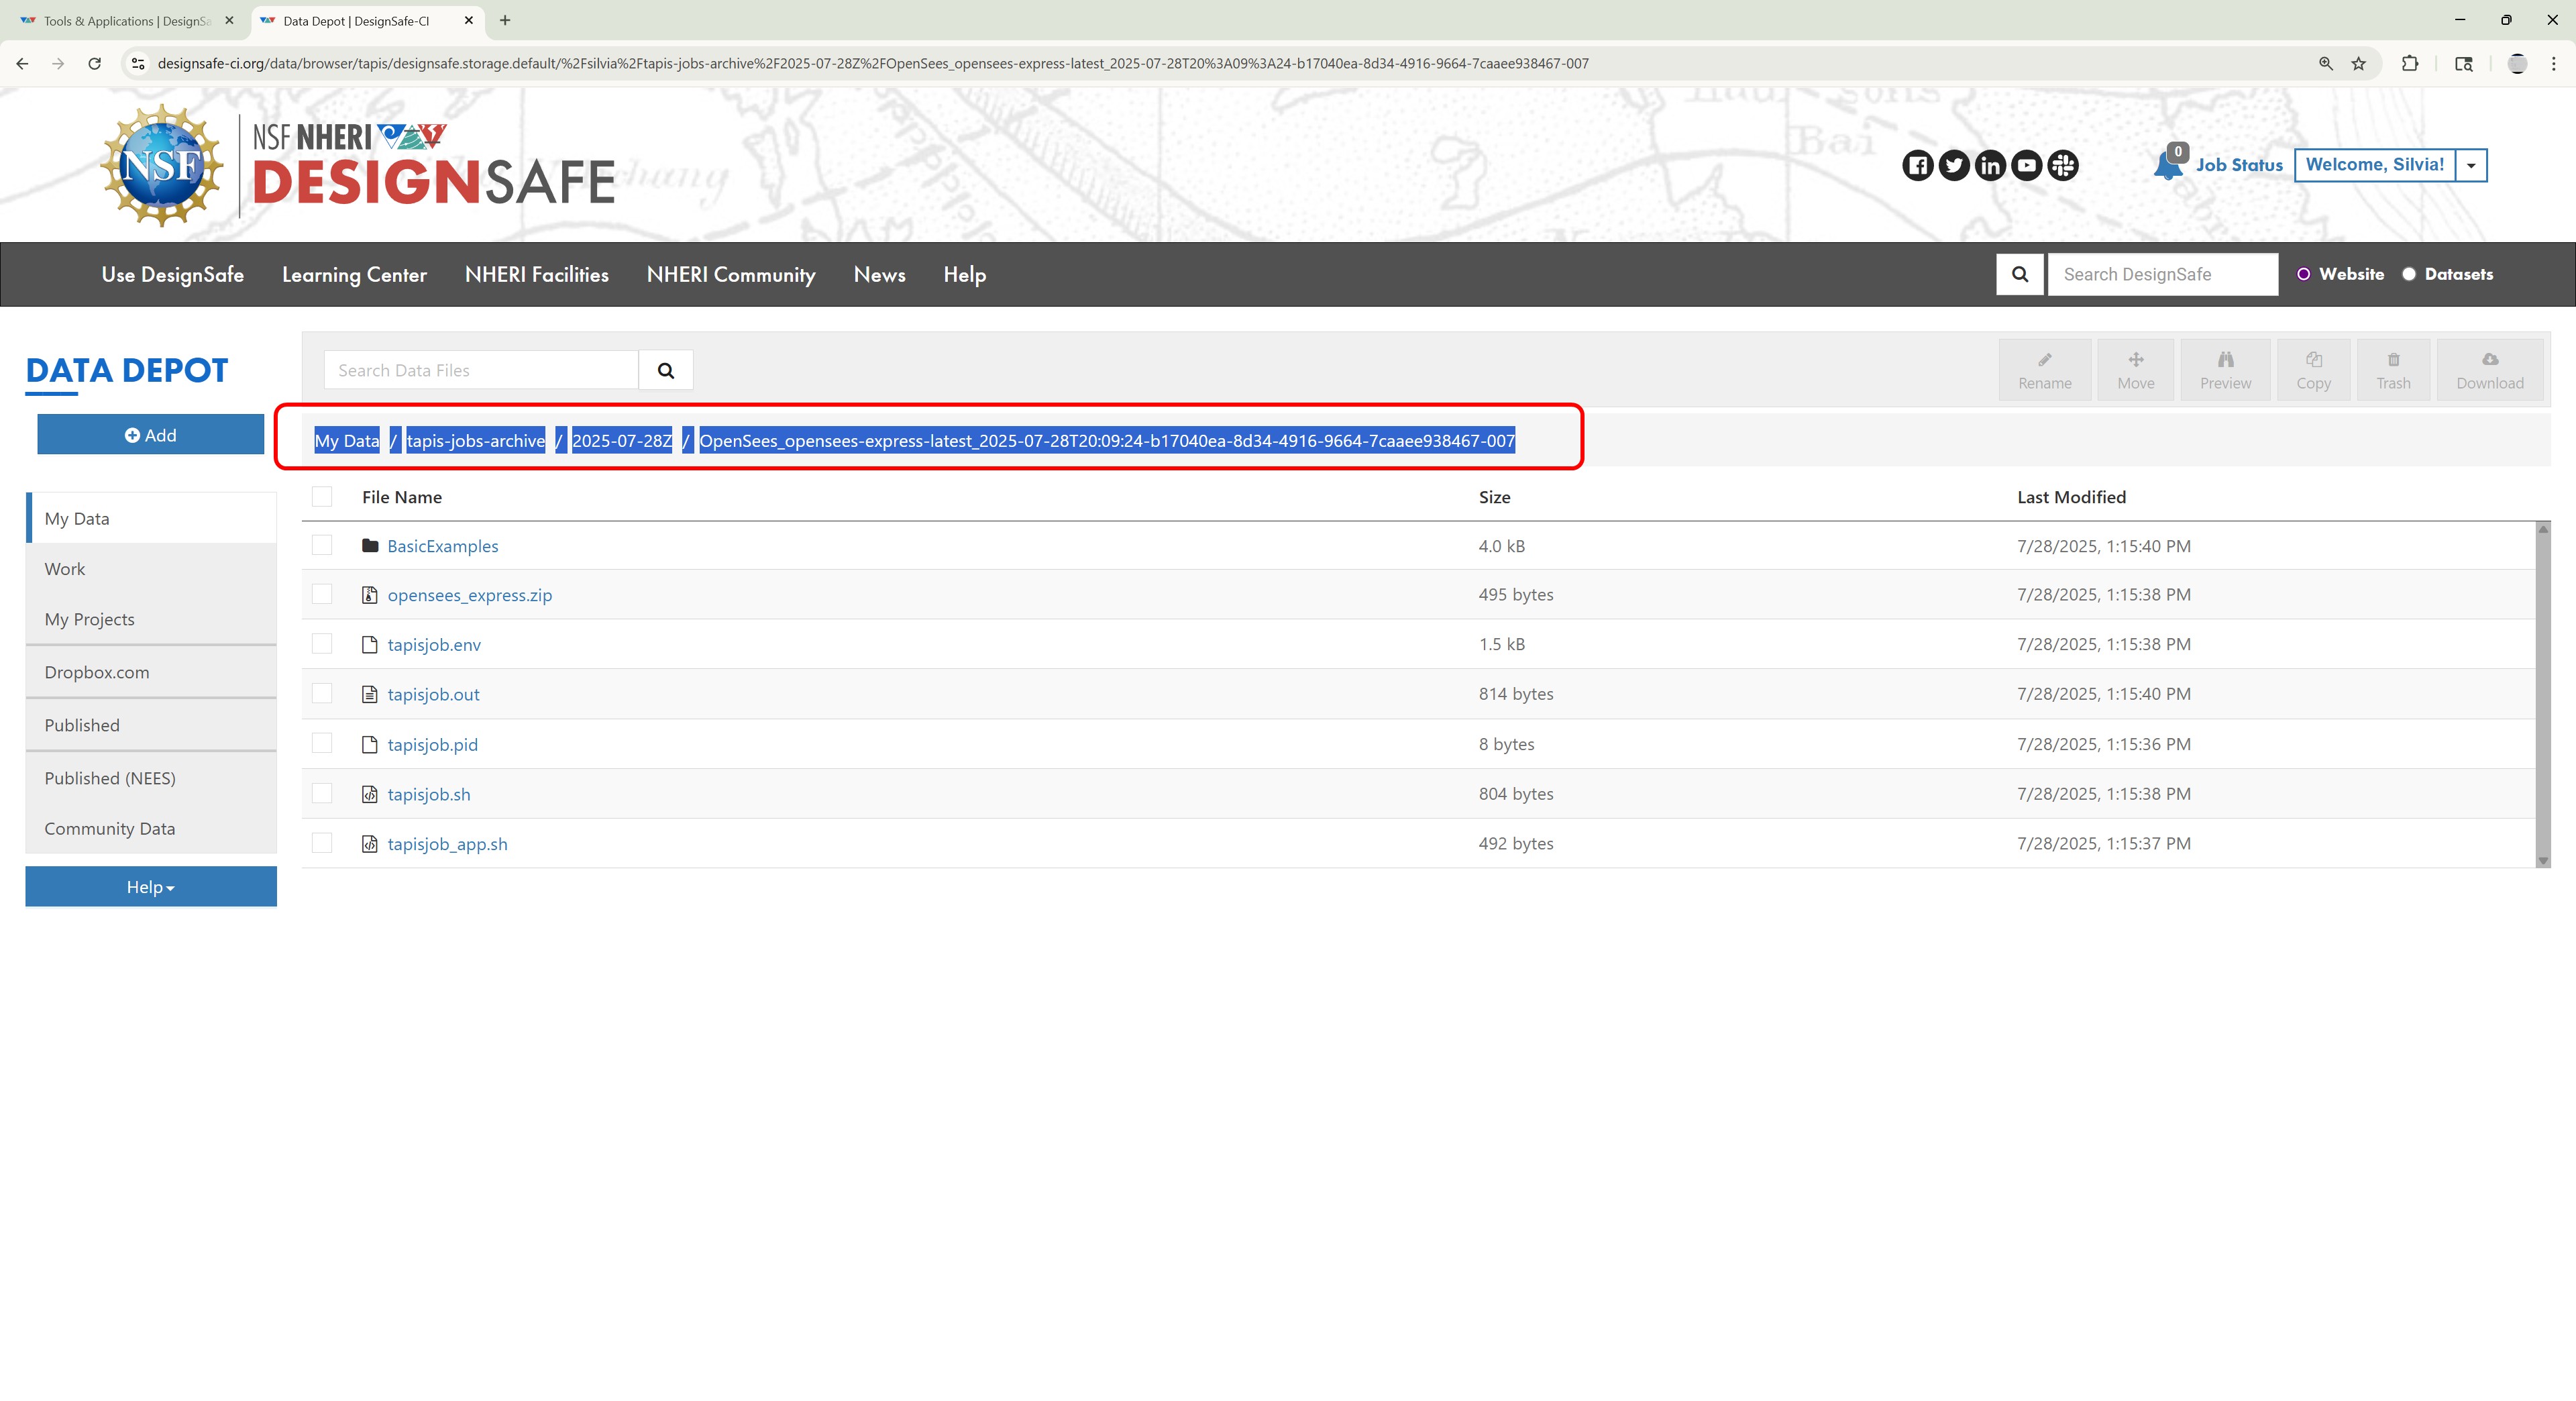 Tools & Applications | DesignSa
Data Depot | DesignSafe-CI
designsafe-ci.org/data/browser/tapis/designsafe.storage.default/%2Fsilvia%2Ftapis-jobs-archive%2F2025-07-28Z%2FOpenSees_opensees-express-latest_2025-07-28T20%3A09%3A24-b17040ea-8d34-4916-9664-7caaee938467-007
NSF
NSF NHERI
DESIGNSAFE
chang
sons
Bai
0
Job Status
Welcome, Silvia!
Use DesignSafe
Learning Center
NHERI Facilities
NHERI Community
News
Help
Search DesignSafe
Website
Datasets
DATA DEPOT
Search Data Files
Rename
Move
Preview
Copy
Trash
Download
Add
My Data / tapis-jobs-archive / 2025-07-28Z / OpenSees_opensees-express-latest_2025-07-28T20:09:24-b17040ea-8d34-4916-9664-7caaee938467-007
My Data
Work
My Projects
Dropbox.com
Published
Published (NEES)
Community Data
Help
File Name Size Last Modified
BasicExamples 4.0 kB 7/28/2025, 1:15:40 PM
opensees_express.zip 495 bytes 7/28/2025, 1:15:38 PM
tapisjob.env 1.5 kB 7/28/2025, 1:15:38 PM
tapisjob.out 814 bytes 7/28/2025, 1:15:40 PM
tapisjob.pid 8 bytes 7/28/2025, 1:15:36 PM
tapisjob.sh 804 bytes 7/28/2025, 1:15:38 PM
tapisjob_app.sh 492 bytes 7/28/2025, 1:15:37 PM